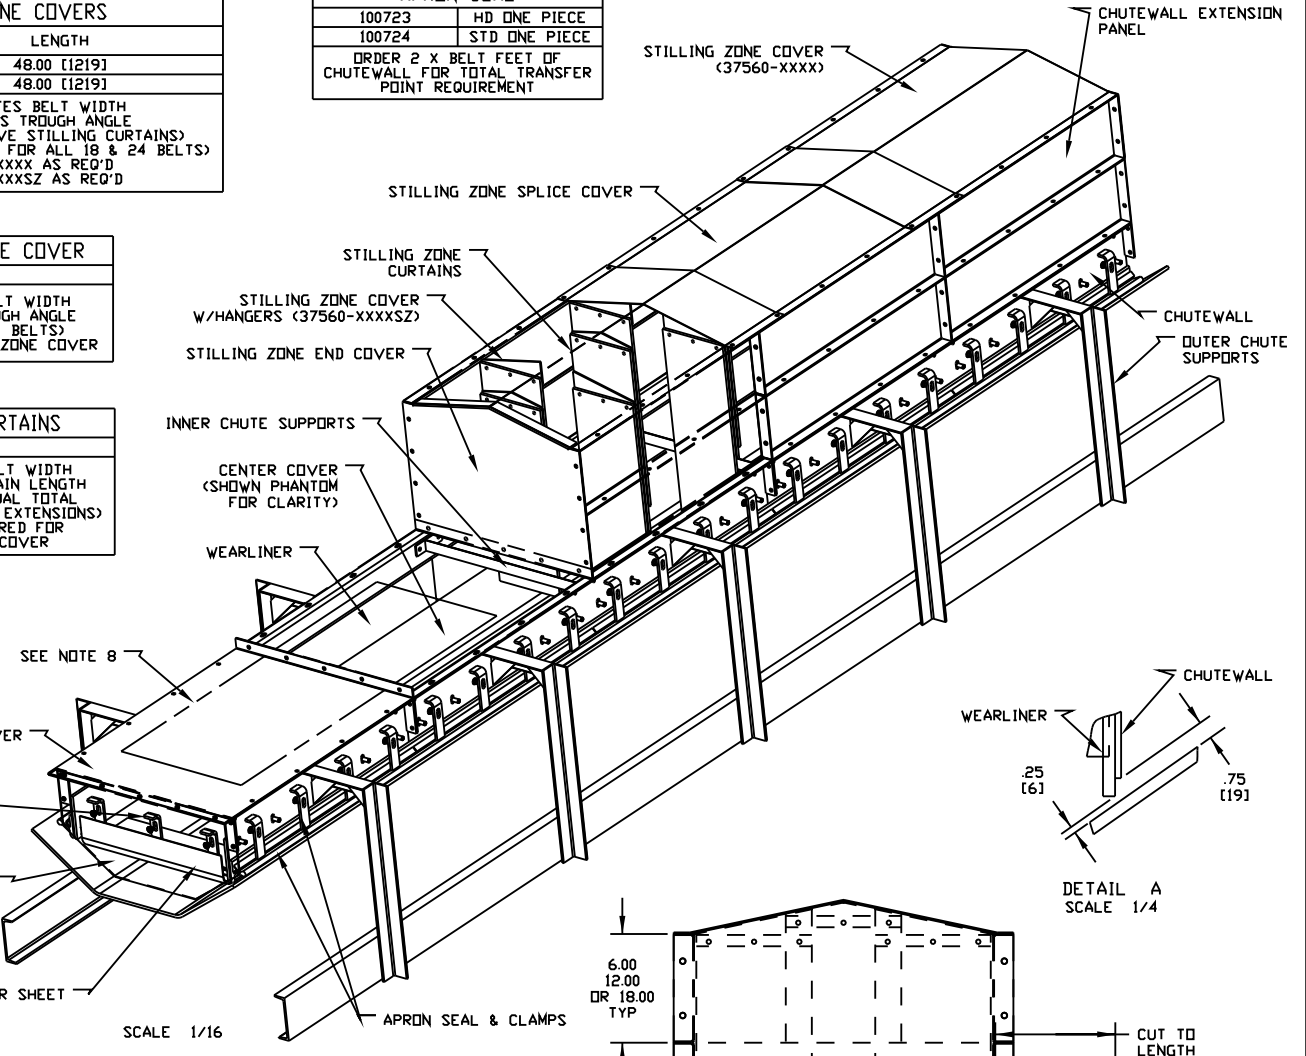 NE COVERS
LENGTH
48.00 [1219]
48.00 [1219]
TES BELT WIDTH
S TROUGH ANGLE
VE STILLING CURTAINS)
FOR ALL 18 & 24 BELTS)
XXXX AS REQ'D
XXXSZ AS REQ'D
100723 HD ONE PIECE
100724 STD ONE PIECE
ORDER 2 X BELT FEET OF
CHUTEWALL FOR TOTAL TRANSFER
POINT REQUIREMENT
E COVER
LT WIDTH
UGH ANGLE
BELTS)
ZONE COVER
RTAINS
LT WIDTH
AIN LENGTH
UAL TOTAL
EXTENSIONS)
RED FOR
COVER
CHUTEWALL EXTENSION
PANEL
STILLING ZONE COVER
(37560-XXXX)
STILLING ZONE SPLICE COVER
STILLING ZONE
CURTAINS
STILLING ZONE COVER
W/HANGERS (37560-XXXXSZ)
STILLING ZONE END COVER
INNER CHUTE SUPPORTS
CENTER COVER
(SHOWN PHANTOM
FOR CLARITY)
WEARLINER
SEE NOTE 8
VER
CHUTEWALL
OUTER CHUTE
SUPPORTS
R SHEET
SCALE 1/16
APRON SEAL & CLAMPS
CHUTEWALL
WEARLINER
.25
[6]
.75
[19]
DETAIL A
SCALE 1/4
6.00
12.00
OR 18.00
TYP
CUT TO
LENGTH